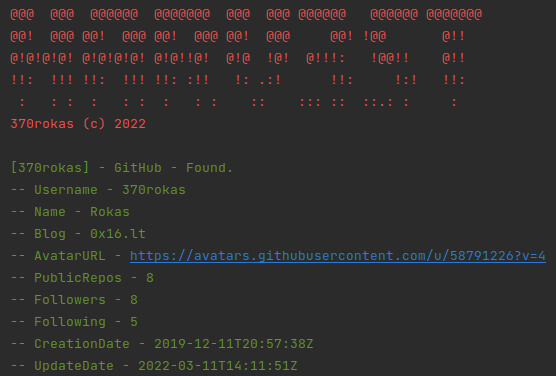 @@@  @@@  @@@@@@  @@@@@@@  @@@  @@@ @@@@@@   @@@@@@ @@@@@@@
@@!  @@@ @@!  @@@ @@!  @@@ @@!  @@@     @@! !@@       @!!
@!@!@!@! @!@!@!@! @!@!!@!  @!@  !@!  @!!!:   !@@!!    @!!
!!:  !!! !!:  !!! !!: :!!   !: .:!      !!:     !:!   !!:
 :   : :  :   : :  :   : :    ::    ::: ::  ::.: :     :
370rokas (c) 2022
[370rokas] - GitHub - Found.
-- Username - 370rokas
-- Name - Rokas
-- Blog - 0x16.lt
-- AvatarURL - https://avatars.githubusercontent.com/u/58791226?v=4
-- PublicRepos - 8
-- Followers - 8
-- Following - 5
-- CreationDate - 2019-12-11T20:57:38Z
-- UpdateDate - 2022-03-11T14:11:51Z